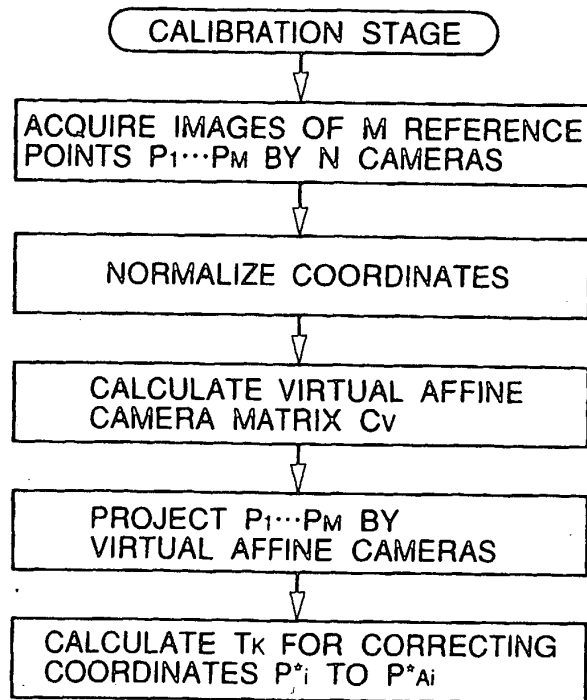 CALIBRATION STAGE
ACQUIRE IMAGES OF M REFERENCE
POINTS P1···PM BY N CAMERAS
NORMALIZE COORDINATES
CALCULATE VIRTUAL AFFINE
CAMERA MATRIX CV
PROJECT P1···PM BY
VIRTUAL AFFINE CAMERAS
CALCULATE TK FOR CORRECTING
COORDINATES P*i TO P*Ai